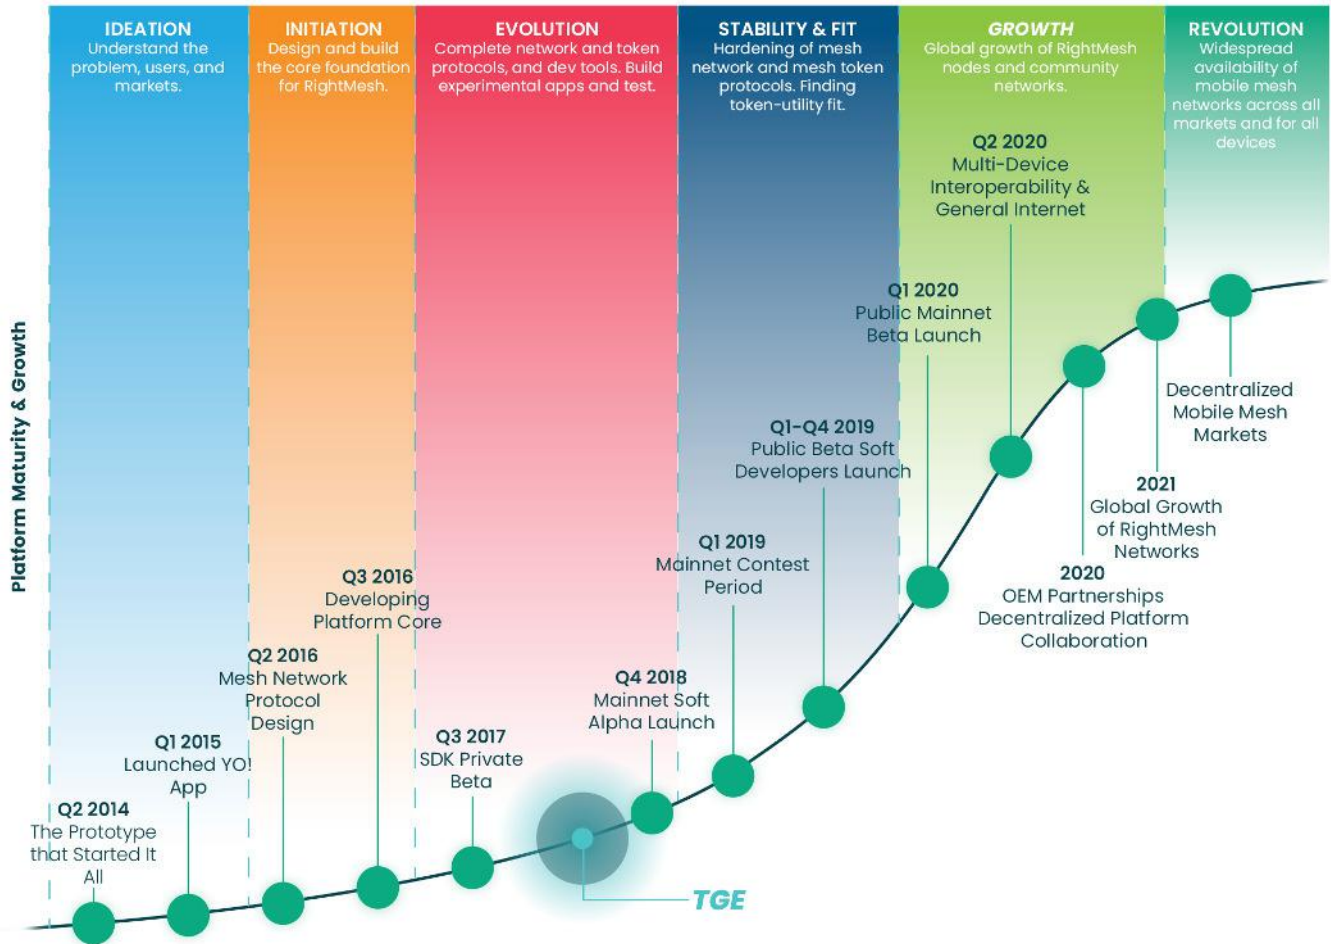 IDEATION
Understand the
problem, users, and
markets.
INITIATION
Design and build
the core foundation
for RightMesh.
EVOLUTION
Complete network and token
protocols, and dev tools. Build
experimental apps and test.
STABILITY & FIT
Hardening of mesh
network and mesh token
protocols. Finding
token-utility fit.
GROWTH
Global growth of RightMesh
nodes and community
networks.
REVOLUTION
Widespread
availability of
mobile mesh
networks across all
markets and for all
devices
Platform Maturity & Growth
Q2 2014
The Prototype
that Started It
All
Q1 2015
Launched YO!
App
Q2 2016
Mesh Network
Protocol
Design
Q3 2016
Developing
Platform Core
Q3 2017
SDK Private
Beta
TGE
Q4 2018
Mainnet Soft
Alpha Launch
Q1 2019
Mainnet Contest
Period
Q1-Q4 2019
Public Beta Soft
Developers Launch
Q1 2020
Public Mainnet
Beta Launch
Q2 2020
Multi-Device
Interoperability &
General Internet
2020
OEM Partnerships
Decentralized Platform
Collaboration
2021
Global Growth
of RightMesh
Networks
Decentralized
Mobile Mesh
Markets